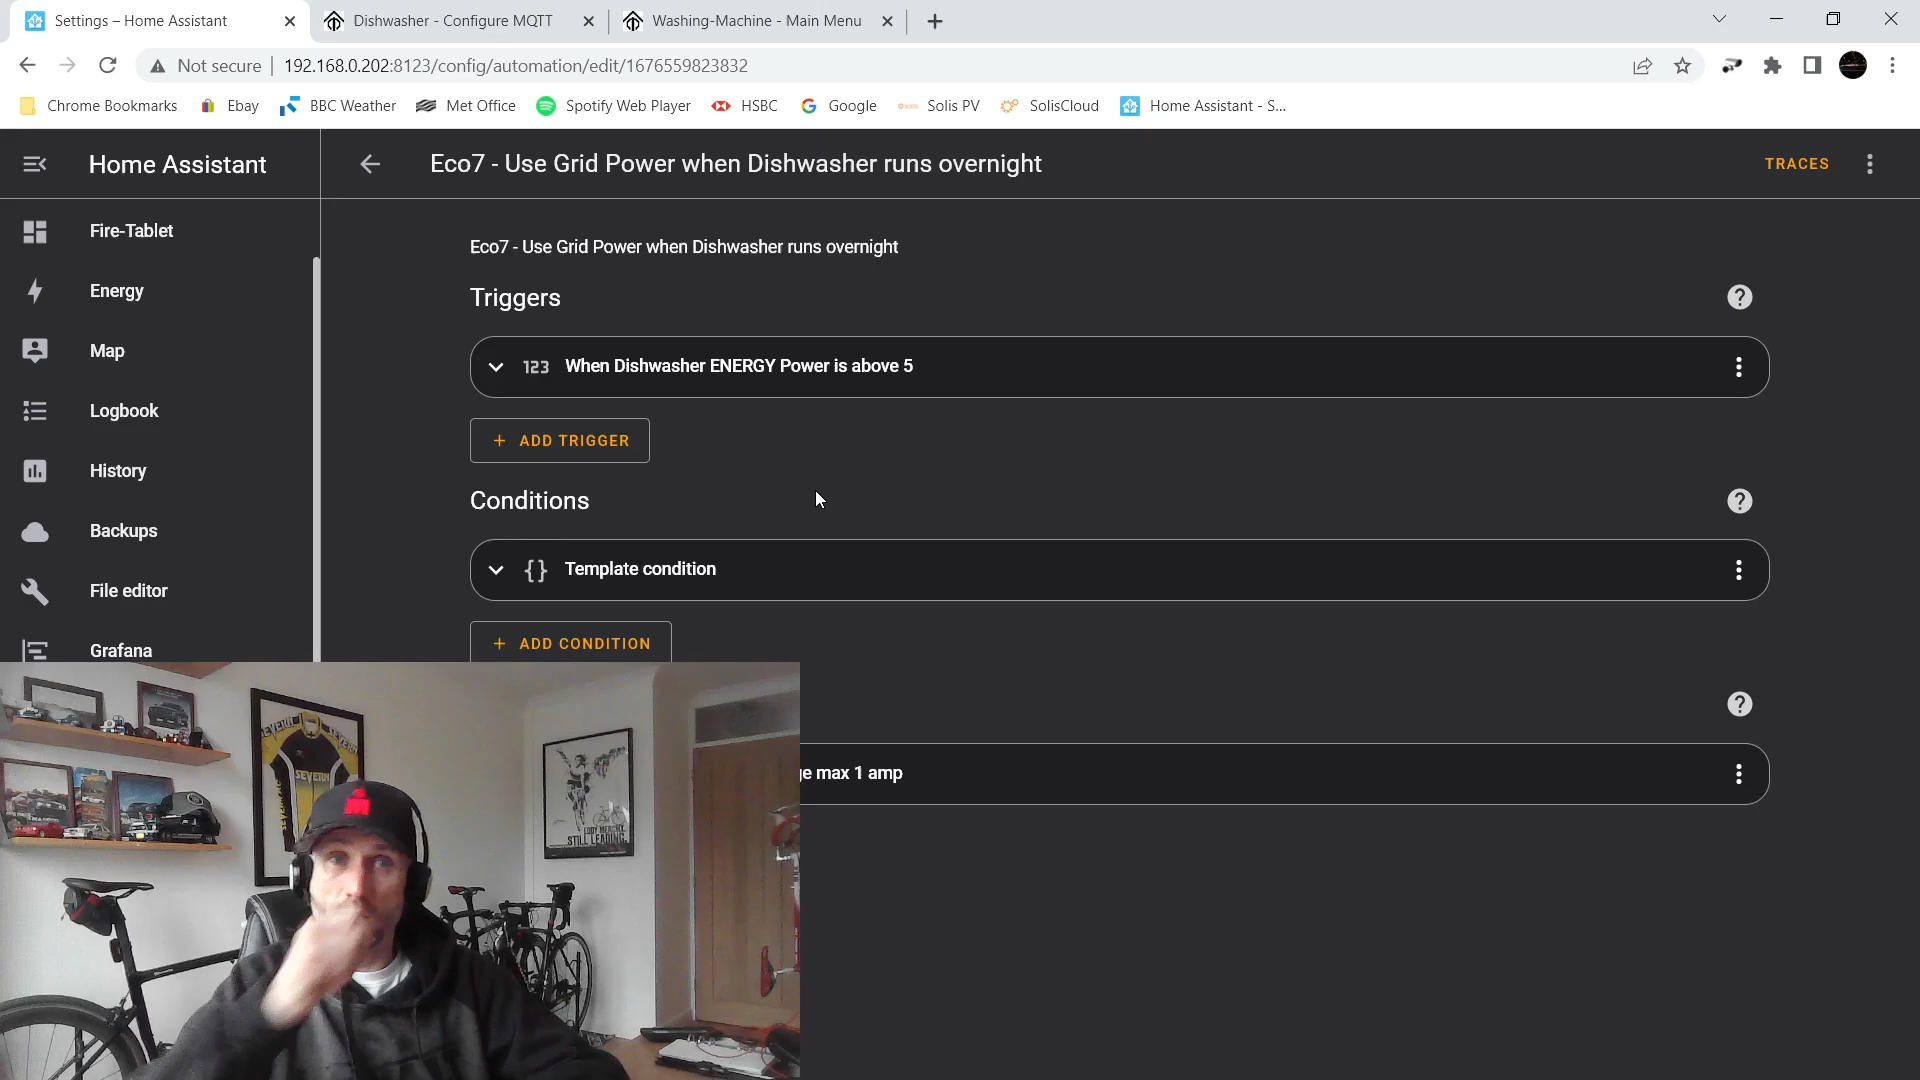 Settings – Home Assistant
Dishwasher - Configure MQTT
Washing-Machine - Main Menu
Not secure
192.168.0.202:8123/config/automation/edit/1676559823832
Chrome Bookmarks
Ebay
BBC Weather
Met Office
Spotify Web Player
HSBC
Google
Solis PV
SolisCloud
Home Assistant - S...
Home Assistant
Eco7 - Use Grid Power when Dishwasher runs overnight
TRACES
Fire-Tablet
Energy
Map
Logbook
History
Backups
File editor
Grafana
Eco7 - Use Grid Power when Dishwasher runs overnight
Triggers
123
When Dishwasher ENERGY Power is above 5
+ ADD TRIGGER
Conditions
{}
Template condition
+ ADD CONDITION
ge max 1 amp
SEVERN
STILL LEADING